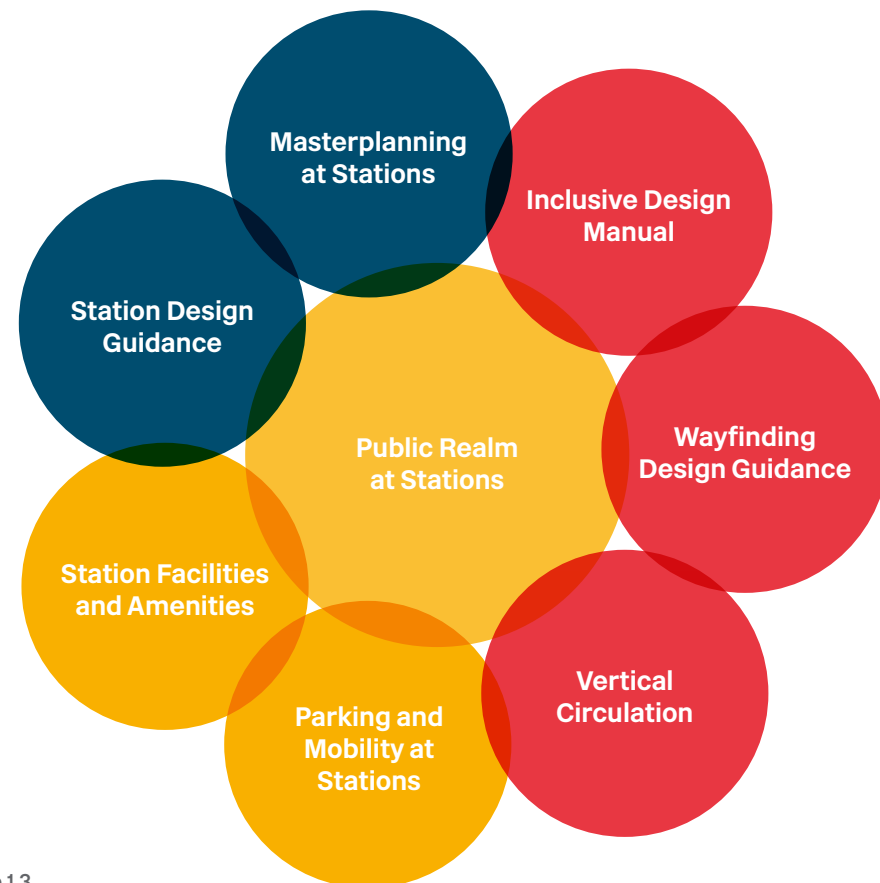 Masterplanning
at Stations
Inclusive Design
Manual
Station Design
Guidance
Public Realm
at Stations
Wayfinding
Design Guidance
Station Facilities
and Amenities
Vertical
Circulation
Parking and
Mobility at
Stations